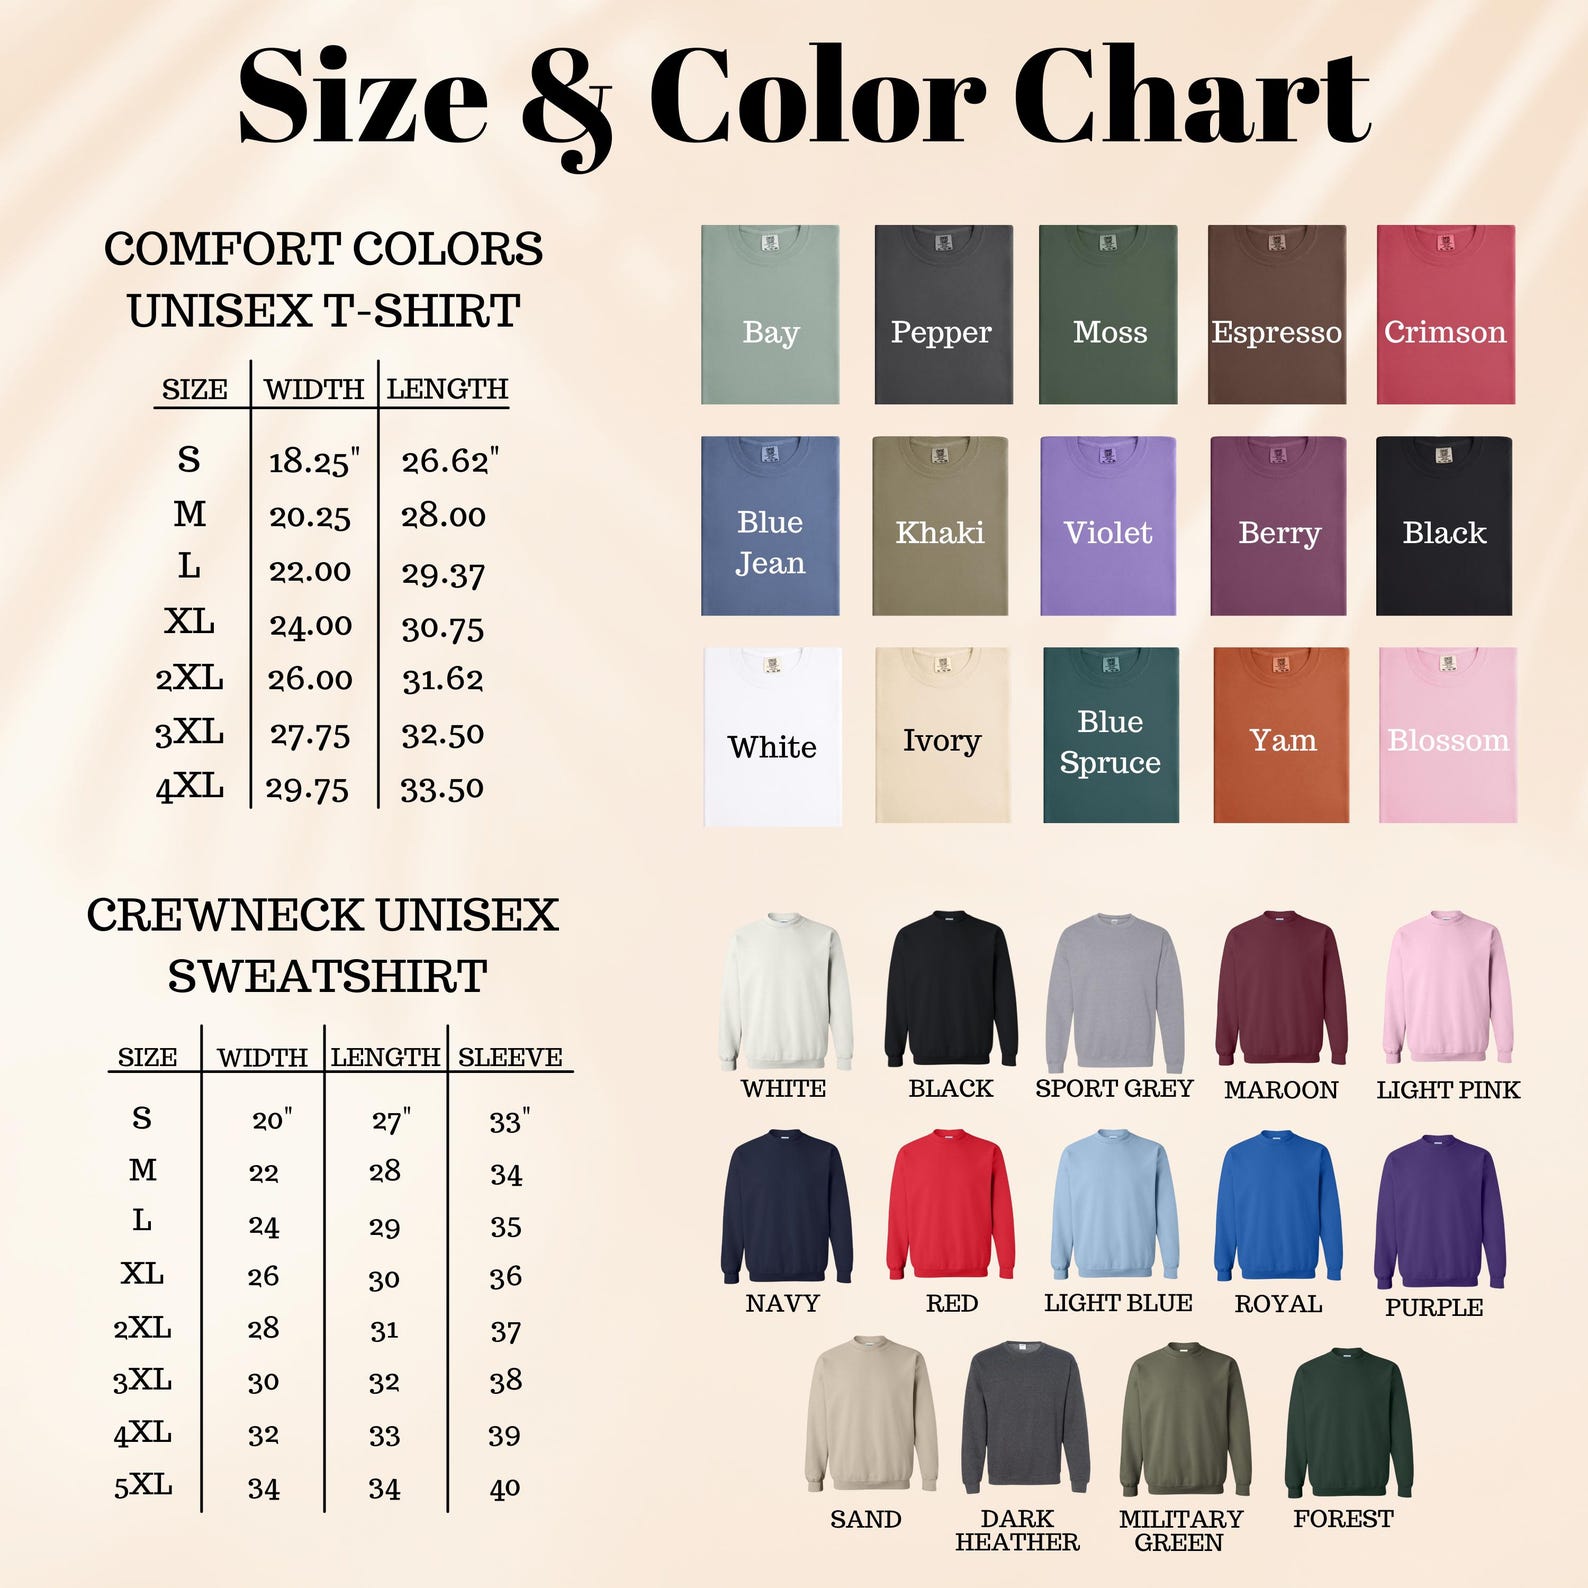 Size & Color Chart
COMFORT COLORS
UNISEX T-SHIRT
SIZE WIDTH LENGTH
S 18.25" 26.62"
M 20.25 28.00
L 22.00 29.37
XL 24.00 30.75
2XL 26.00 31.62
3XL 27.75 32.50
4XL 29.75 33.50
Bay Pepper Moss Espresso Crimson
Blue
Jean
Khaki Violet Berry Black
White Ivory
Blue
Spruce
Yam Blossom
CREWNECK UNISEX
SWEATSHIRT
SIZE WIDTH LENGTH SLEEVE
S 20" 27" 33"
M 22 28 34
L 24 29 35
XL 26 30 36
2XL 28 31 37
3XL 30 32 38
4XL 32 33 39
5XL 34 34 40
WHITE BLACK SPORT GREY MAROON LIGHT PINK
NAVY RED LIGHT BLUE ROYAL PURPLE
SAND
DARK
HEATHER
MILITARY
GREEN
FOREST